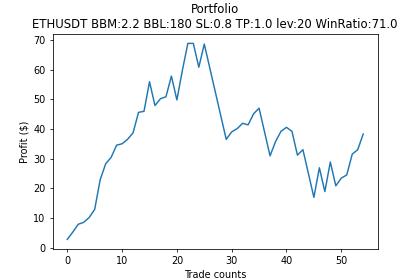 Portfolio
ETHUSDT BBM:2.2 BBL:180 SL:0.8 TP:1.0 lev:20 WinRatio:71.0
70
60
50
40
30
20
10
0
Profit ($)
0 10 20 30 40 50
Trade counts